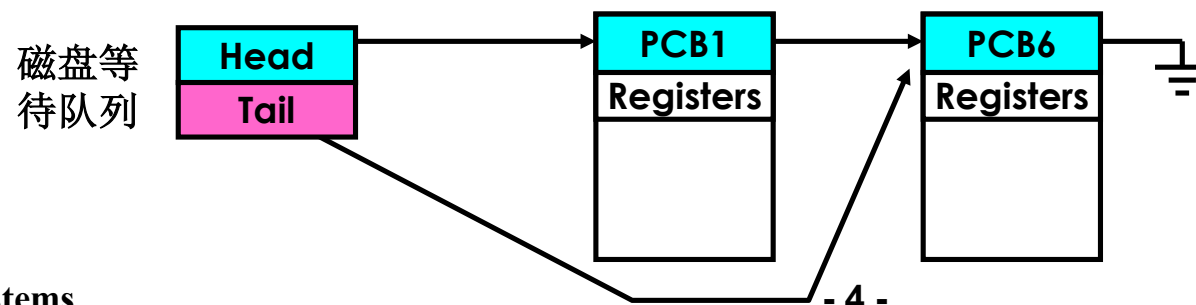 磁盘等
待队列
Head
Tail
PCB1
Registers
PCB6
Registers
- 4 -